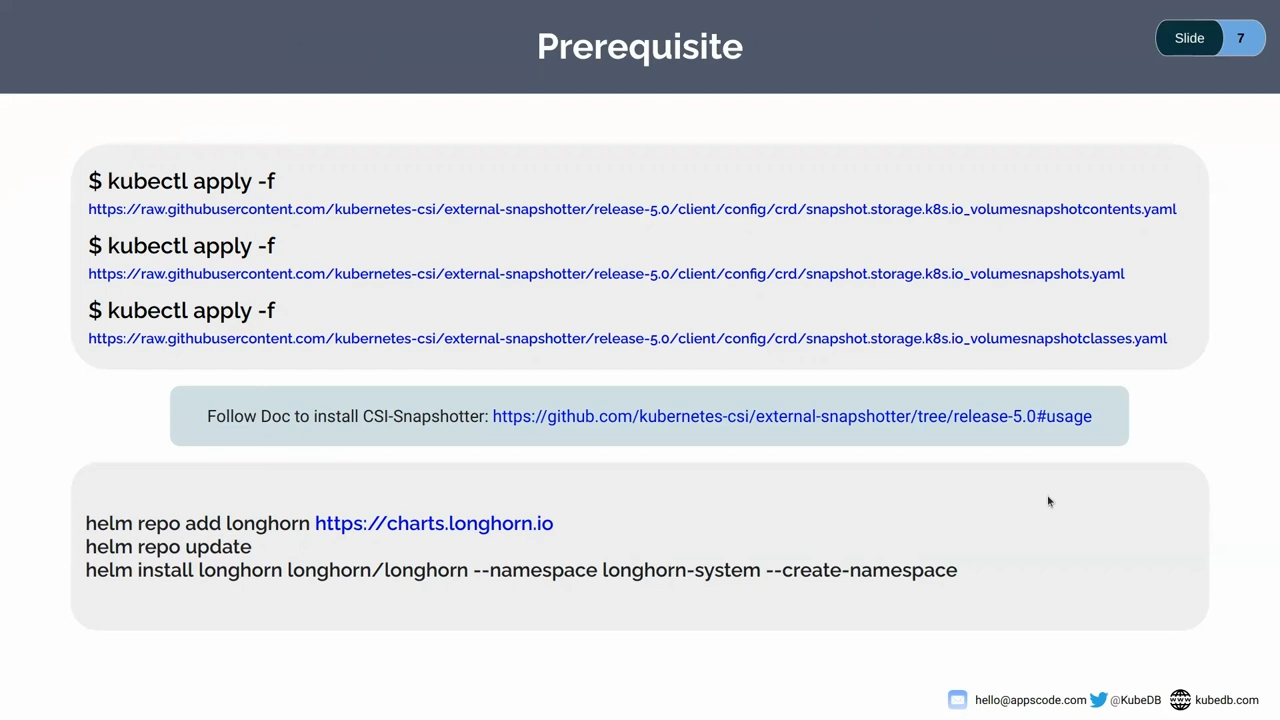 Prerequisite
Slide 7
$ kubectl apply -f
https://raw.githubusercontent.com/kubernetes-csi/external-snapshotter/release-5.0/client/config/crd/snapshot.storage.k8s.io_volumesnapshotcontents.yaml
$ kubectl apply -f
https://raw.githubusercontent.com/kubernetes-csi/external-snapshotter/release-5.0/client/config/crd/snapshot.storage.k8s.io_volumesnapshots.yaml
$ kubectl apply -f
https://raw.githubusercontent.com/kubernetes-csi/external-snapshotter/release-5.0/client/config/crd/snapshot.storage.k8s.io_volumesnapshotclasses.yaml
Follow Doc to install CSI-Snapshotter: https://github.com/kubernetes-csi/external-snapshotter/tree/release-5.0#usage
helm repo add longhorn https://charts.longhorn.io
helm repo update
helm install longhorn longhorn/longhorn --namespace longhorn-system --create-namespace
hello@appscode.com @KubeDB www kubedb.com